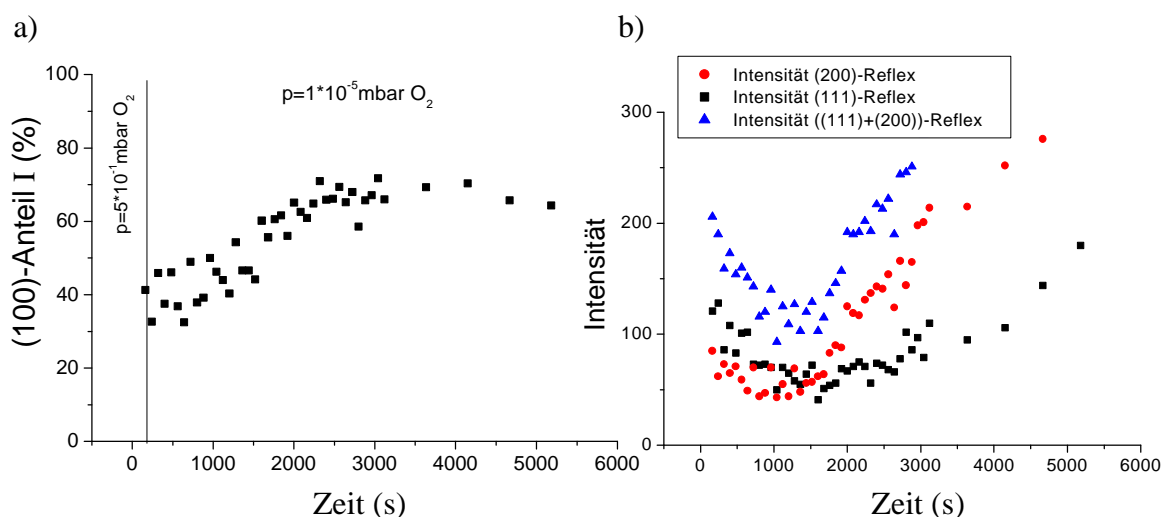 a)
100
80
60
40
20
0
(100)-Anteil I (%)
p=5*10⁻¹mbar O₂
p=1*10⁻⁵mbar O₂
0 1000 2000 3000 4000 5000 6000
Zeit (s)
b)
Intensität (200)-Reflex
Intensität (111)-Reflex
Intensität ((111)+(200))-Reflex
300
200
100
0
Intensität
0 1000 2000 3000 4000 5000 6000
Zeit (s)